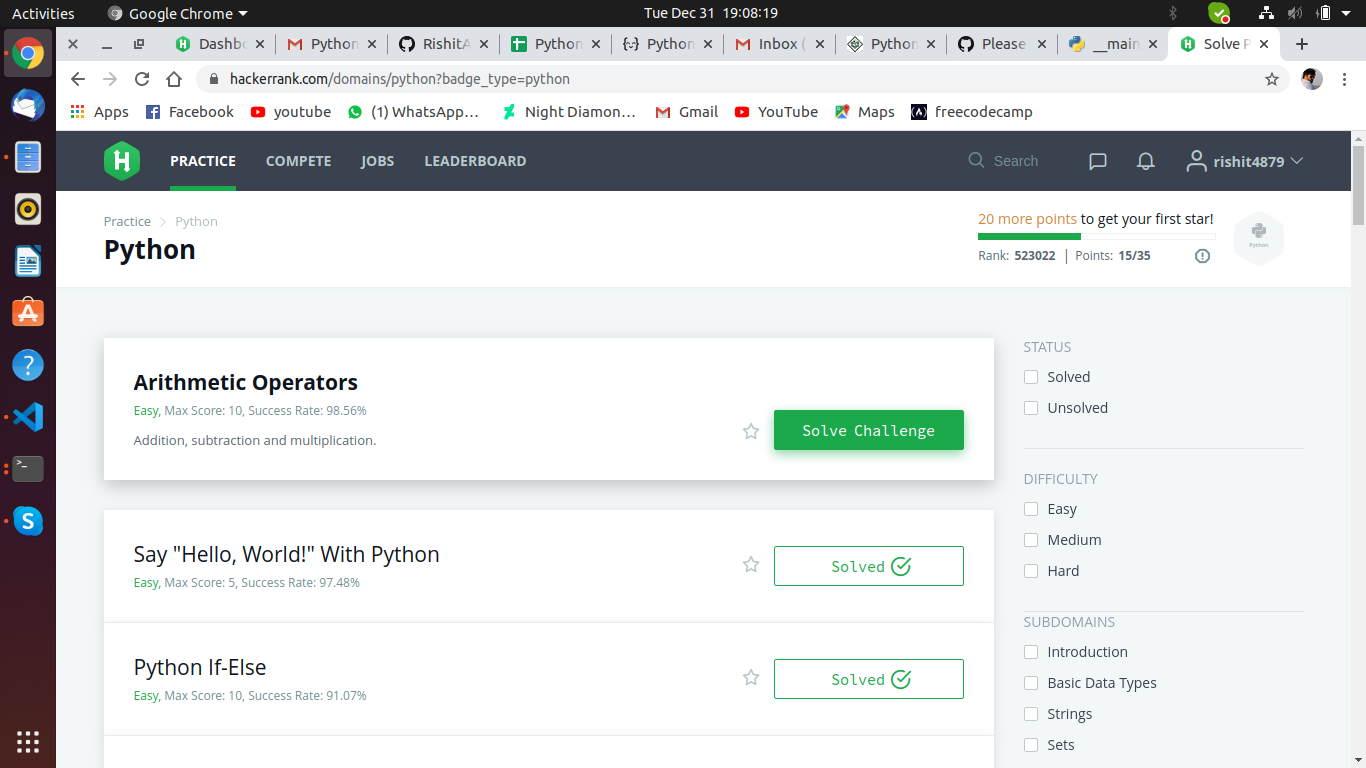 Activities Google Chrome Tue Dec 31 19:08:19
Dashbo Python Rishit Python Python Inbox ( Python Please __main Solve P
hackerrank.com/domains/python?badge_type=python
Apps Facebook youtube (1) WhatsApp… Night Diamon… Gmail YouTube Maps freecodecamp
PRACTICE COMPETE JOBS LEADERBOARD Search rishit4879
Practice Python
Python
20 more points to get your first star!
Rank: 523022 | Points: 15/35
Python
Arithmetic Operators
Easy, Max Score: 10, Success Rate: 98.56%
Addition, subtraction and multiplication.
Solve Challenge
Say "Hello, World!" With Python
Easy, Max Score: 5, Success Rate: 97.48%
Solved
Python If-Else
Easy, Max Score: 10, Success Rate: 91.07%
Solved
STATUS
Solved
Unsolved
DIFFICULTY
Easy
Medium
Hard
SUBDOMAINS
Introduction
Basic Data Types
Strings
Sets